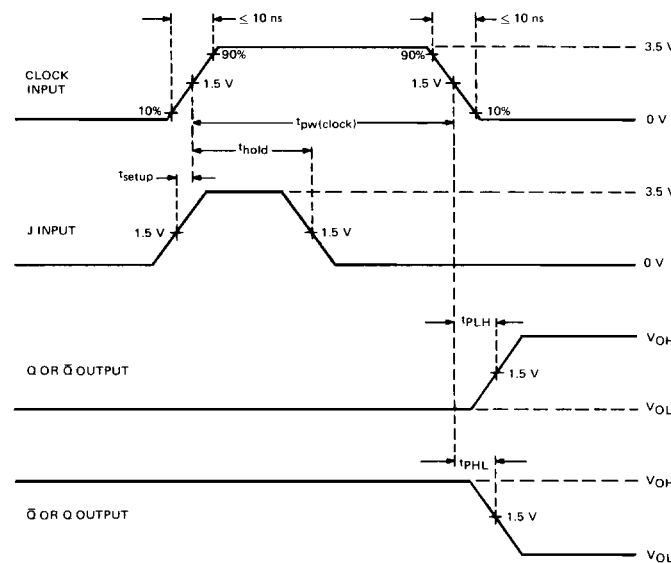 ≤ 10 ns ≤ 10 ns
90% 90% 3.5 V
CLOCK
INPUT
1.5 V 1.5 V
10% 10%
tpw(clock) 0 V
thold
tsetup
3.5 V
J INPUT 1.5 V 1.5 V
0 V
tPLH
VOH
Q OR Q̄ OUTPUT 1.5 V
VOL
tPHL
VOH
Q̄ OR Q OUTPUT 1.5 V
VOL